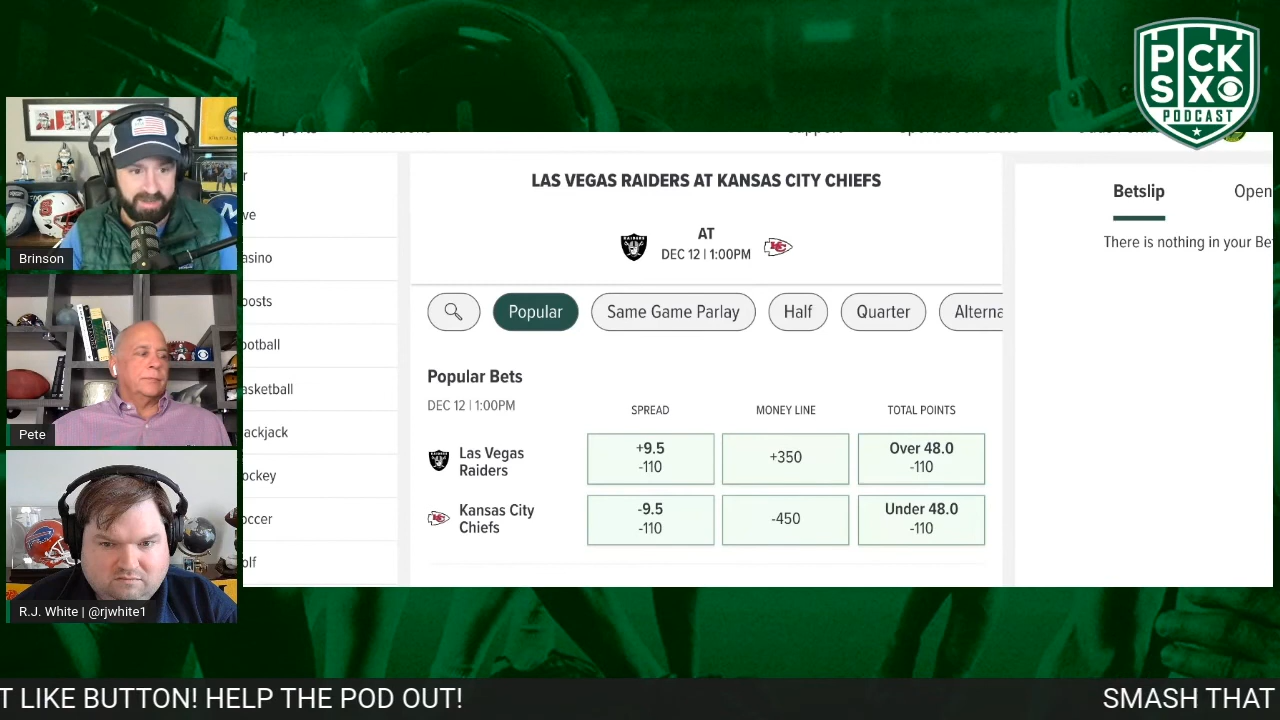 PICK
SIX
PODCAST
LAS VEGAS RAIDERS AT KANSAS CITY CHIEFS
AT
DEC 12 | 1:00PM
Betslip
Open
There is nothing in your Be
ve
asino
osts
ootball
asketball
ackjack
ockey
occer
olf
Popular
Same Game Parlay
Half
Quarter
Alterna
Popular Bets
DEC 12 | 1:00PM
SPREAD
MONEY LINE
TOTAL POINTS
Las Vegas
Raiders
+9.5
-110
+350
Over 48.0
-110
Kansas City
Chiefs
-9.5
-110
-450
Under 48.0
-110
Brinson
Pete
R.J. White | @rjwhite1
T LIKE BUTTON! HELP THE POD OUT!
SMASH THAT